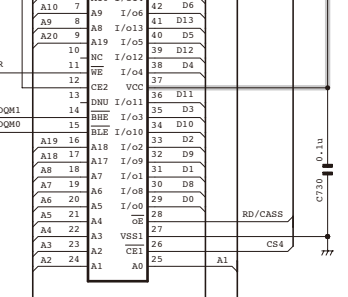 A10 7 A9 I/o6 42 D6
A9 8 A8 I/o13 41 D13
A20 9 A19 I/o5 40 D5
10 NC I/o12 39 D12
R 11 WE I/o4 38 D4
12 CE2 VCC 37
13 DNU I/o11 36 D11
DQM1 14 BHE I/o3 35 D3
DQM0 15 BLE I/o10 34 D10
A19 16 A18 I/o2 33 D2
A18 17 A17 I/o9 32 D9
A8 18 A7 I/o1 31 D1
A7 19 A6 I/o8 30 D8
A6 20 A5 I/o0 29 D0
A5 21 A4 oE 28 RD/CASS
A4 22 A3 VSS1 27
A3 23 A2 CE1 26 CS4
A2 24 A1 A0 25 A1
C730 0.1u